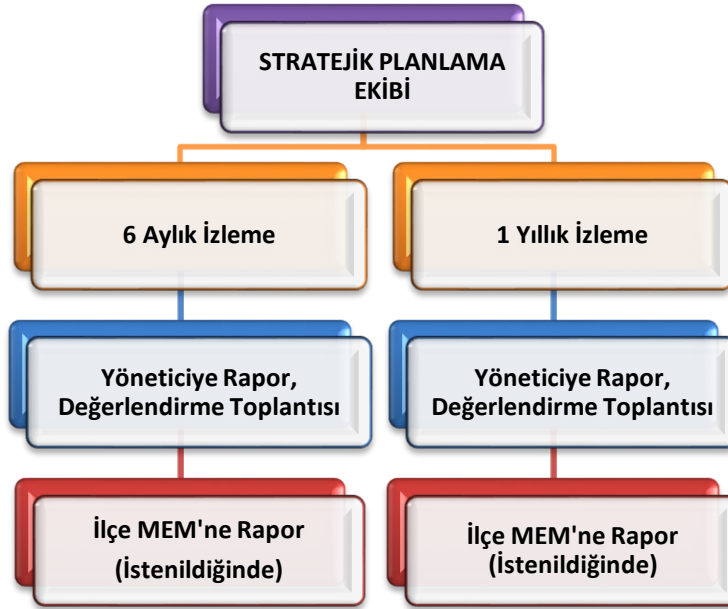 STRATEJİK PLANLAMA
EKİBİ
6 Aylık İzleme
1 Yıllık İzleme
Yöneticiye Rapor,
Değerlendirme Toplantısı
Yöneticiye Rapor,
Değerlendirme Toplantısı
İlçe MEM'ne Rapor
(İstenildiğinde)
İlçe MEM'ne Rapor
(İstenildiğinde)